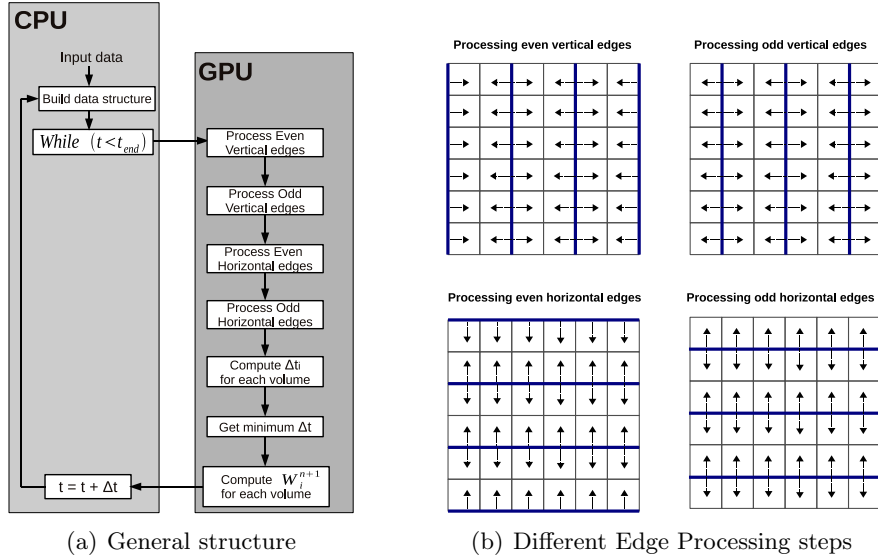 CPU
Input data
Build data structure
While (t<t_end)
t = t + Δt
GPU
Process Even
Vertical edges
Process Odd
Vertical edges
Process Even
Horizontal edges
Process Odd
Horizontal edges
Compute Δti
for each volume
Get minimum Δt
Compute W_i^{n+1}
for each volume
(a) General structure
Processing even vertical edges
Processing odd vertical edges
Processing even horizontal edges
Processing odd horizontal edges
(b) Different Edge Processing steps